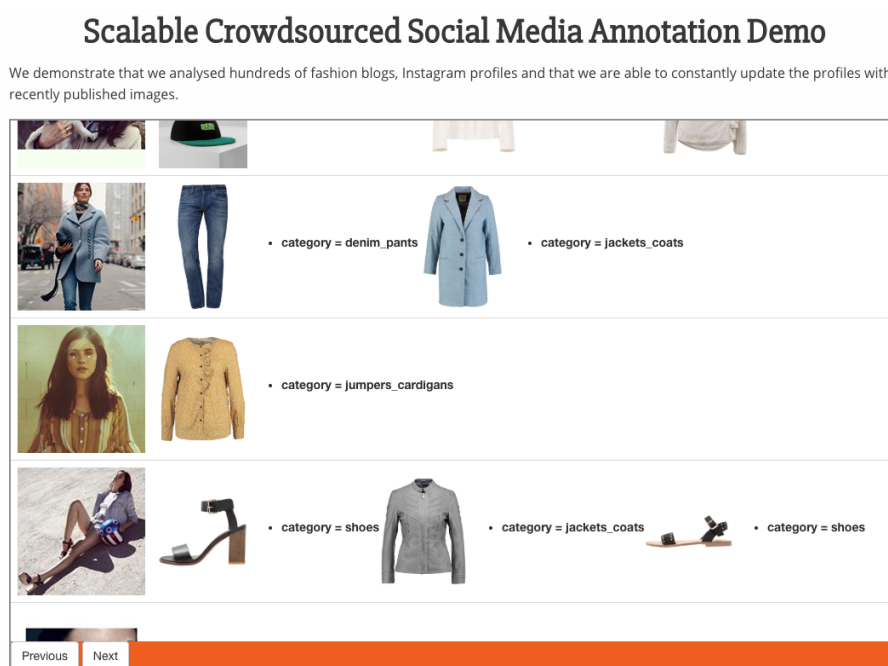 Scalable Crowdsourced Social Media Annotation Demo
We demonstrate that we analysed hundreds of fashion blogs, Instagram profiles and that we are able to constantly update the profiles with
recently published images.
• category = denim_pants • category = jackets_coats
• category = jumpers_cardigans
• category = shoes • category = jackets_coats • category = shoes
Previous Next